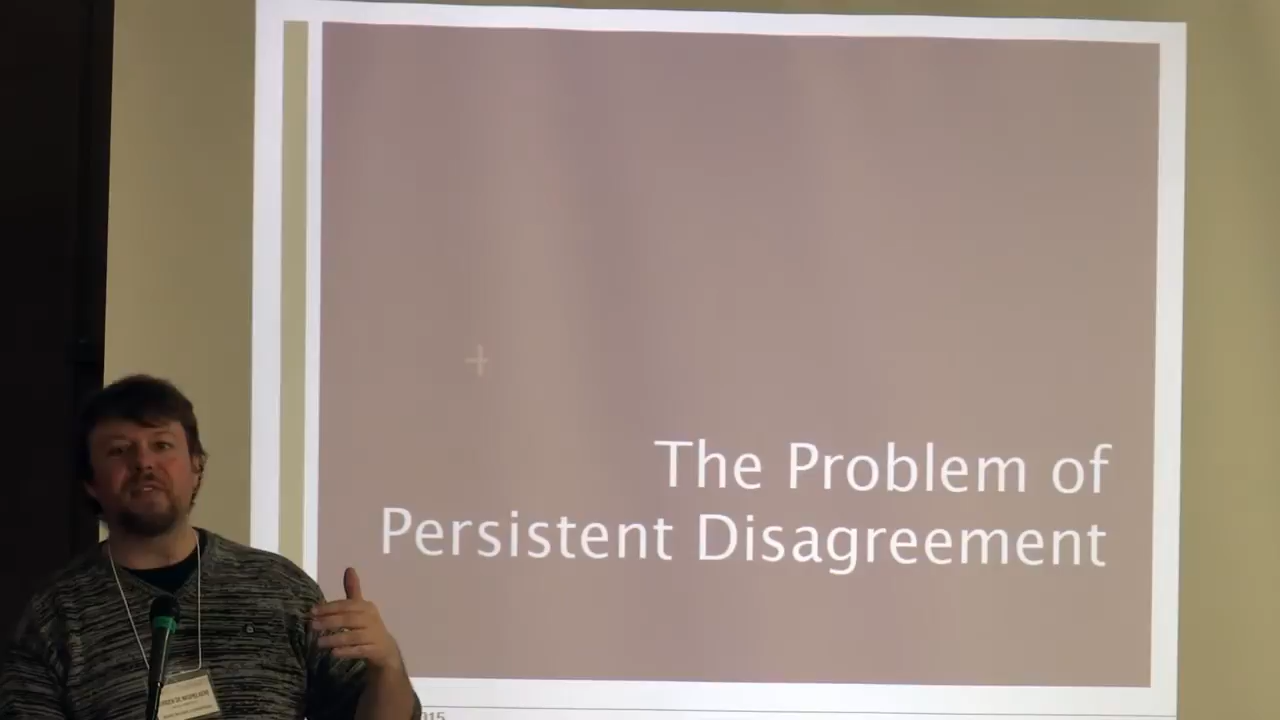 +
The Problem of
Persistent Disagreement